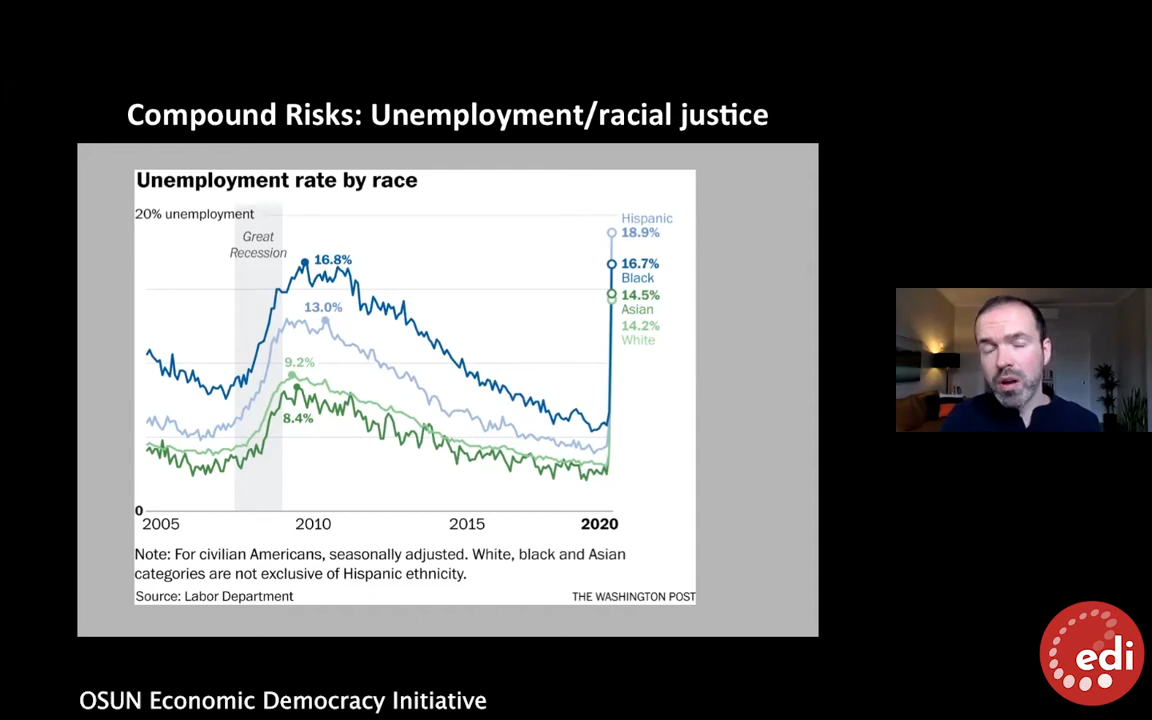 Compound Risks: Unemployment/racial justice
Unemployment rate by race
20% unemployment
Great
Recession
16.8%
13.0%
9.2%
8.4%
Hispanic
18.9%
16.7%
Black
14.5%
Asian
14.2%
White
0
2005 2010 2015 2020
Note: For civilian Americans, seasonally adjusted. White, black and Asian
categories are not exclusive of Hispanic ethnicity.
Source: Labor Department THE WASHINGTON POST
edi
OSUN Economic Democracy Initiative